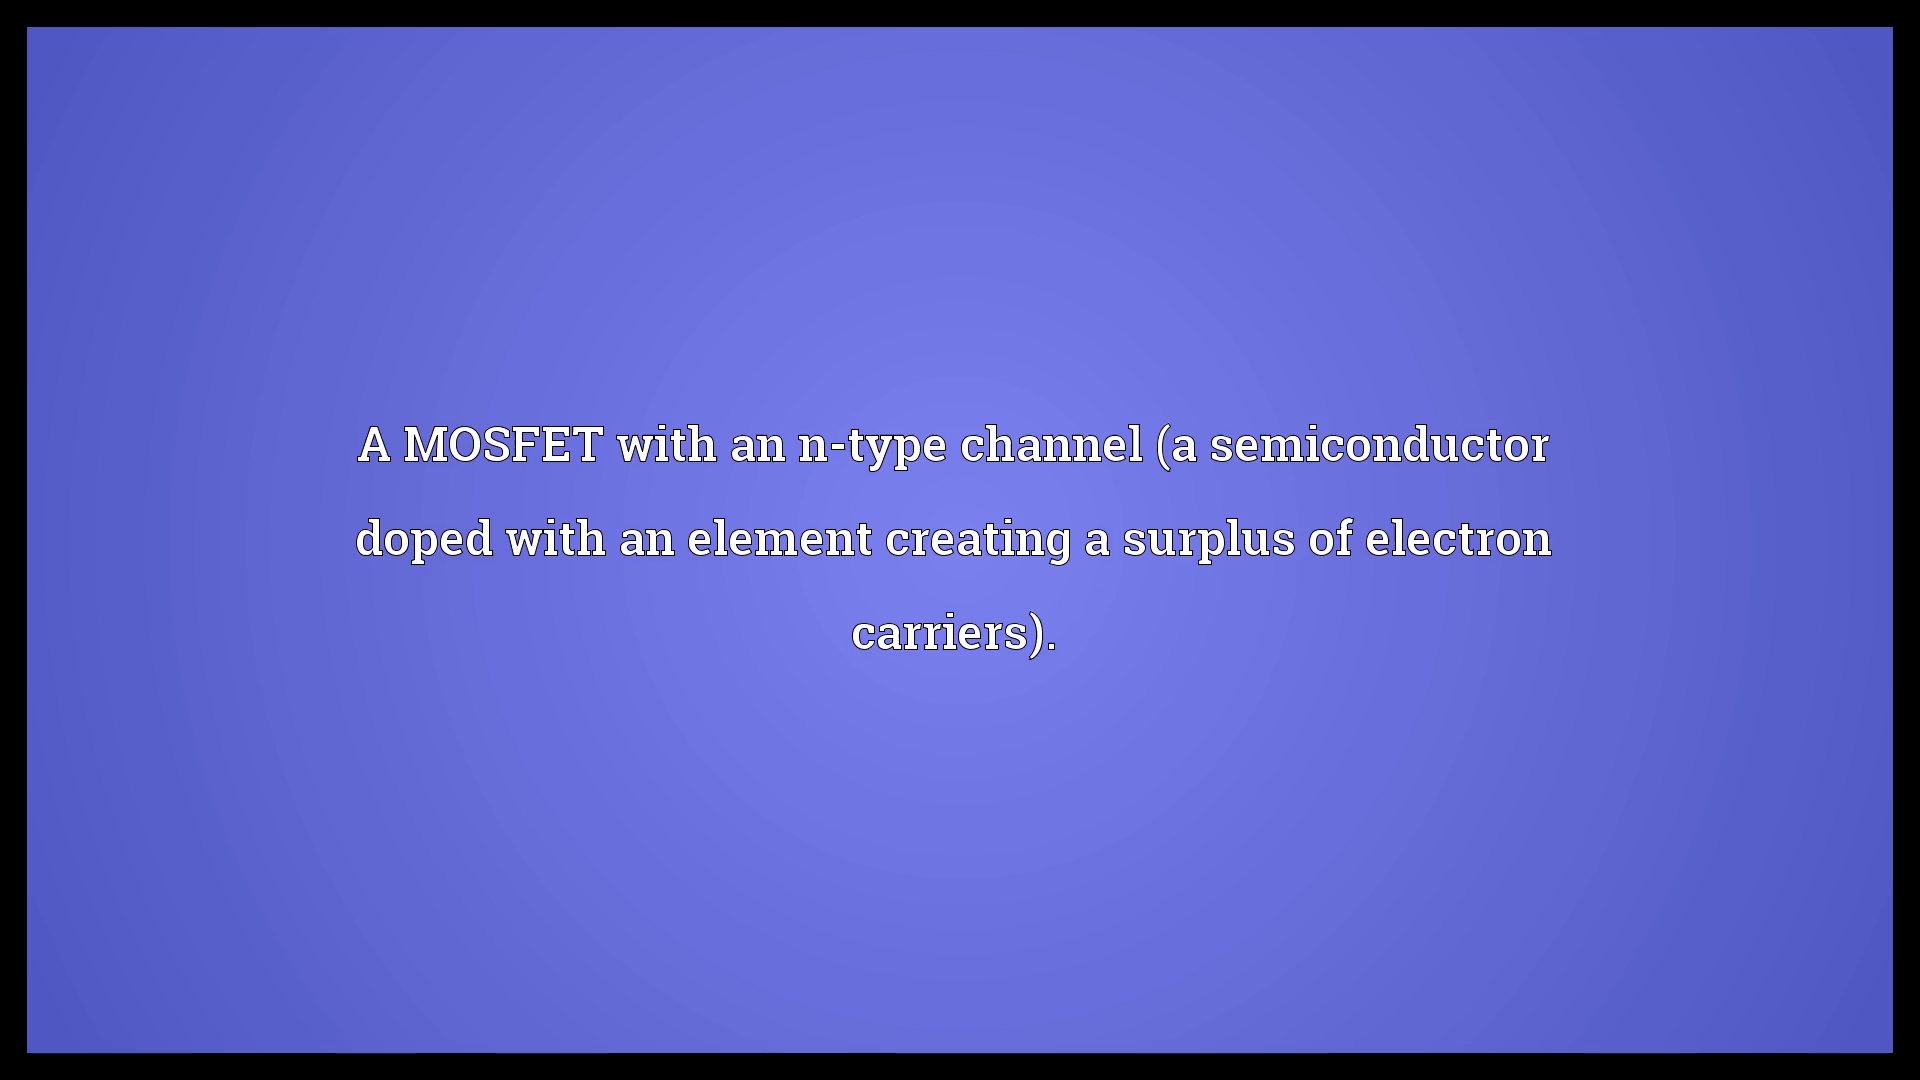 A MOSFET with an n-type channel (a semiconductor
doped with an element creating a surplus of electron
carriers).